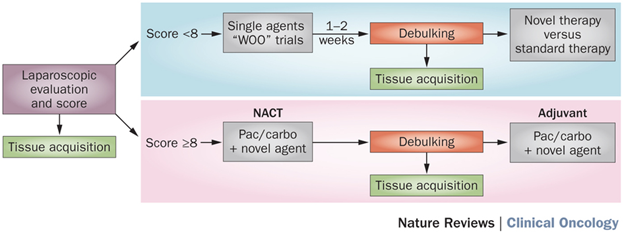 Laparoscopic
evaluation
and score
Tissue acquisition
Score <8
Single agents
“WOO” trials
1–2
weeks
Debulking
Tissue acquisition
Novel therapy
versus
standard therapy
Score ≥8
NACT
Pac/carbo
+ novel agent
Debulking
Tissue acquisition
Adjuvant
Pac/carbo
+ novel agent
Nature Reviews | Clinical Oncology